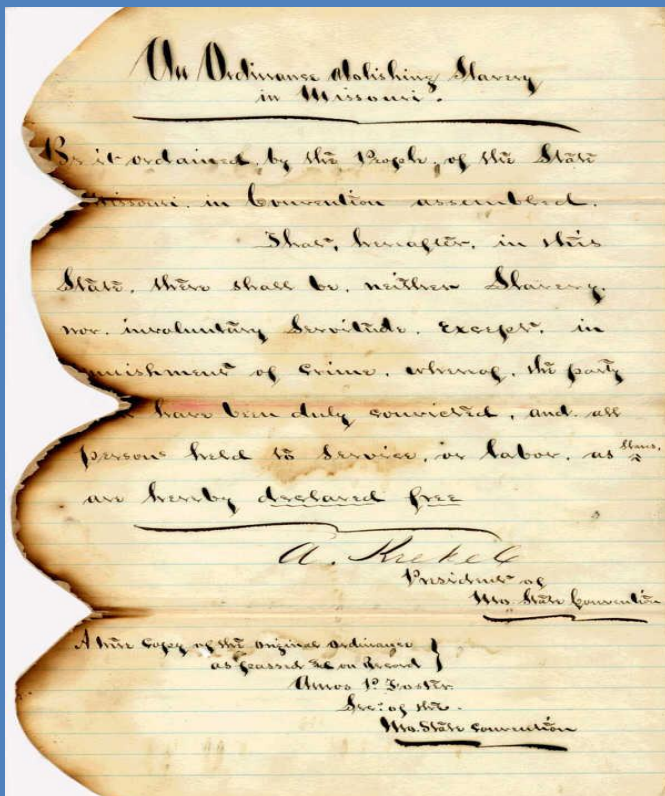 An Ordinance Abolishing Slavery
in Missouri.
Be it ordained, by the People, of the State
Missouri, in Convention assembled.
That, hereafter, in this
State, there shall be, neither Slavery,
nor, involuntary Servitude, except, in
punishment of crime, whereof, the party
have been duly convicted, and all
persons held to service, or labor, as Slaves,
are hereby declared free
A. Krekel
President of
Mo. State Convention
A true copy of the original ordinance
as passed & on Record
Amos P. Foster
Sec. of the.
Mo. State Convention